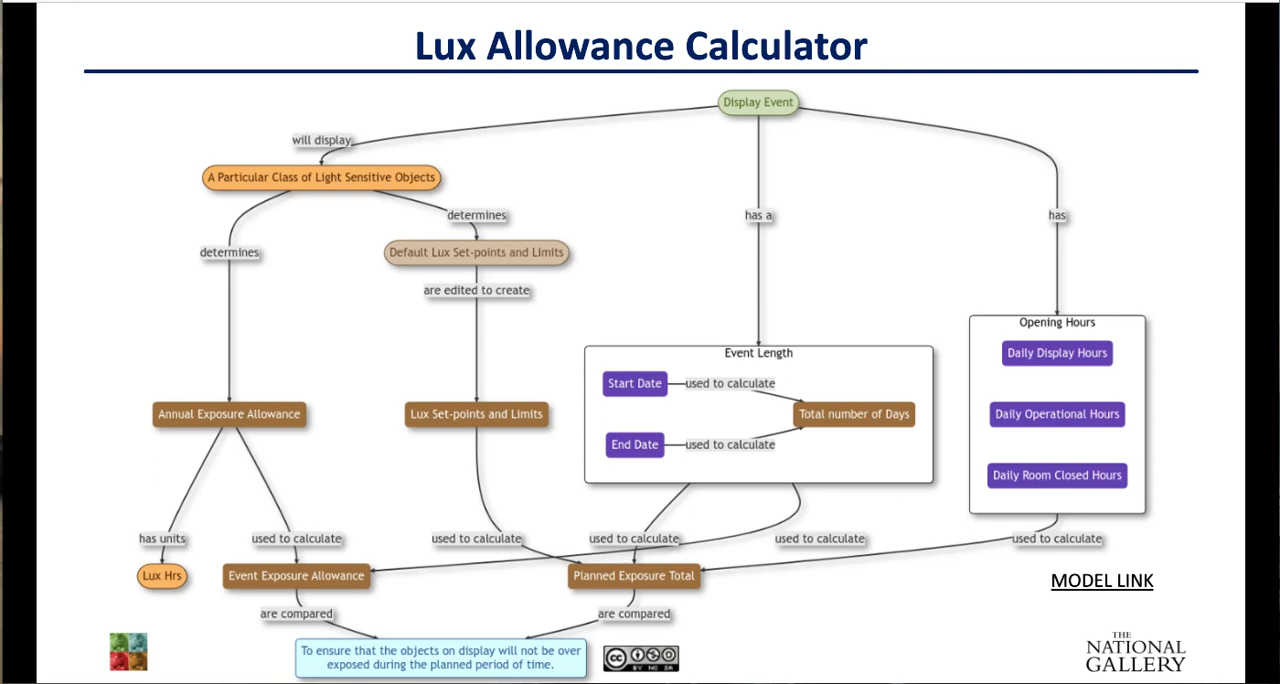 Lux Allowance Calculator
Display Event
will display
A Particular Class of Light Sensitive Objects
determines
has a
has
determines
Default Lux Set-points and Limits
are edited to create
Opening Hours
Event Length
Daily Display Hours
Start Date
used to calculate
Annual Exposure Allowance
Lux Set-points and Limits
Total number of Days
Daily Operational Hours
End Date
used to calculate
Daily Room Closed Hours
has units
used to calculate
used to calculate
used to calculate
used to calculate
used to calculate
Lux Hrs
Event Exposure Allowance
Planned Exposure Total
MODEL LINK
are compared
are compared
To ensure that the objects on display will not be over
exposed during the planned period of time.
cc
BY NC SA
THE
NATIONAL
GALLERY